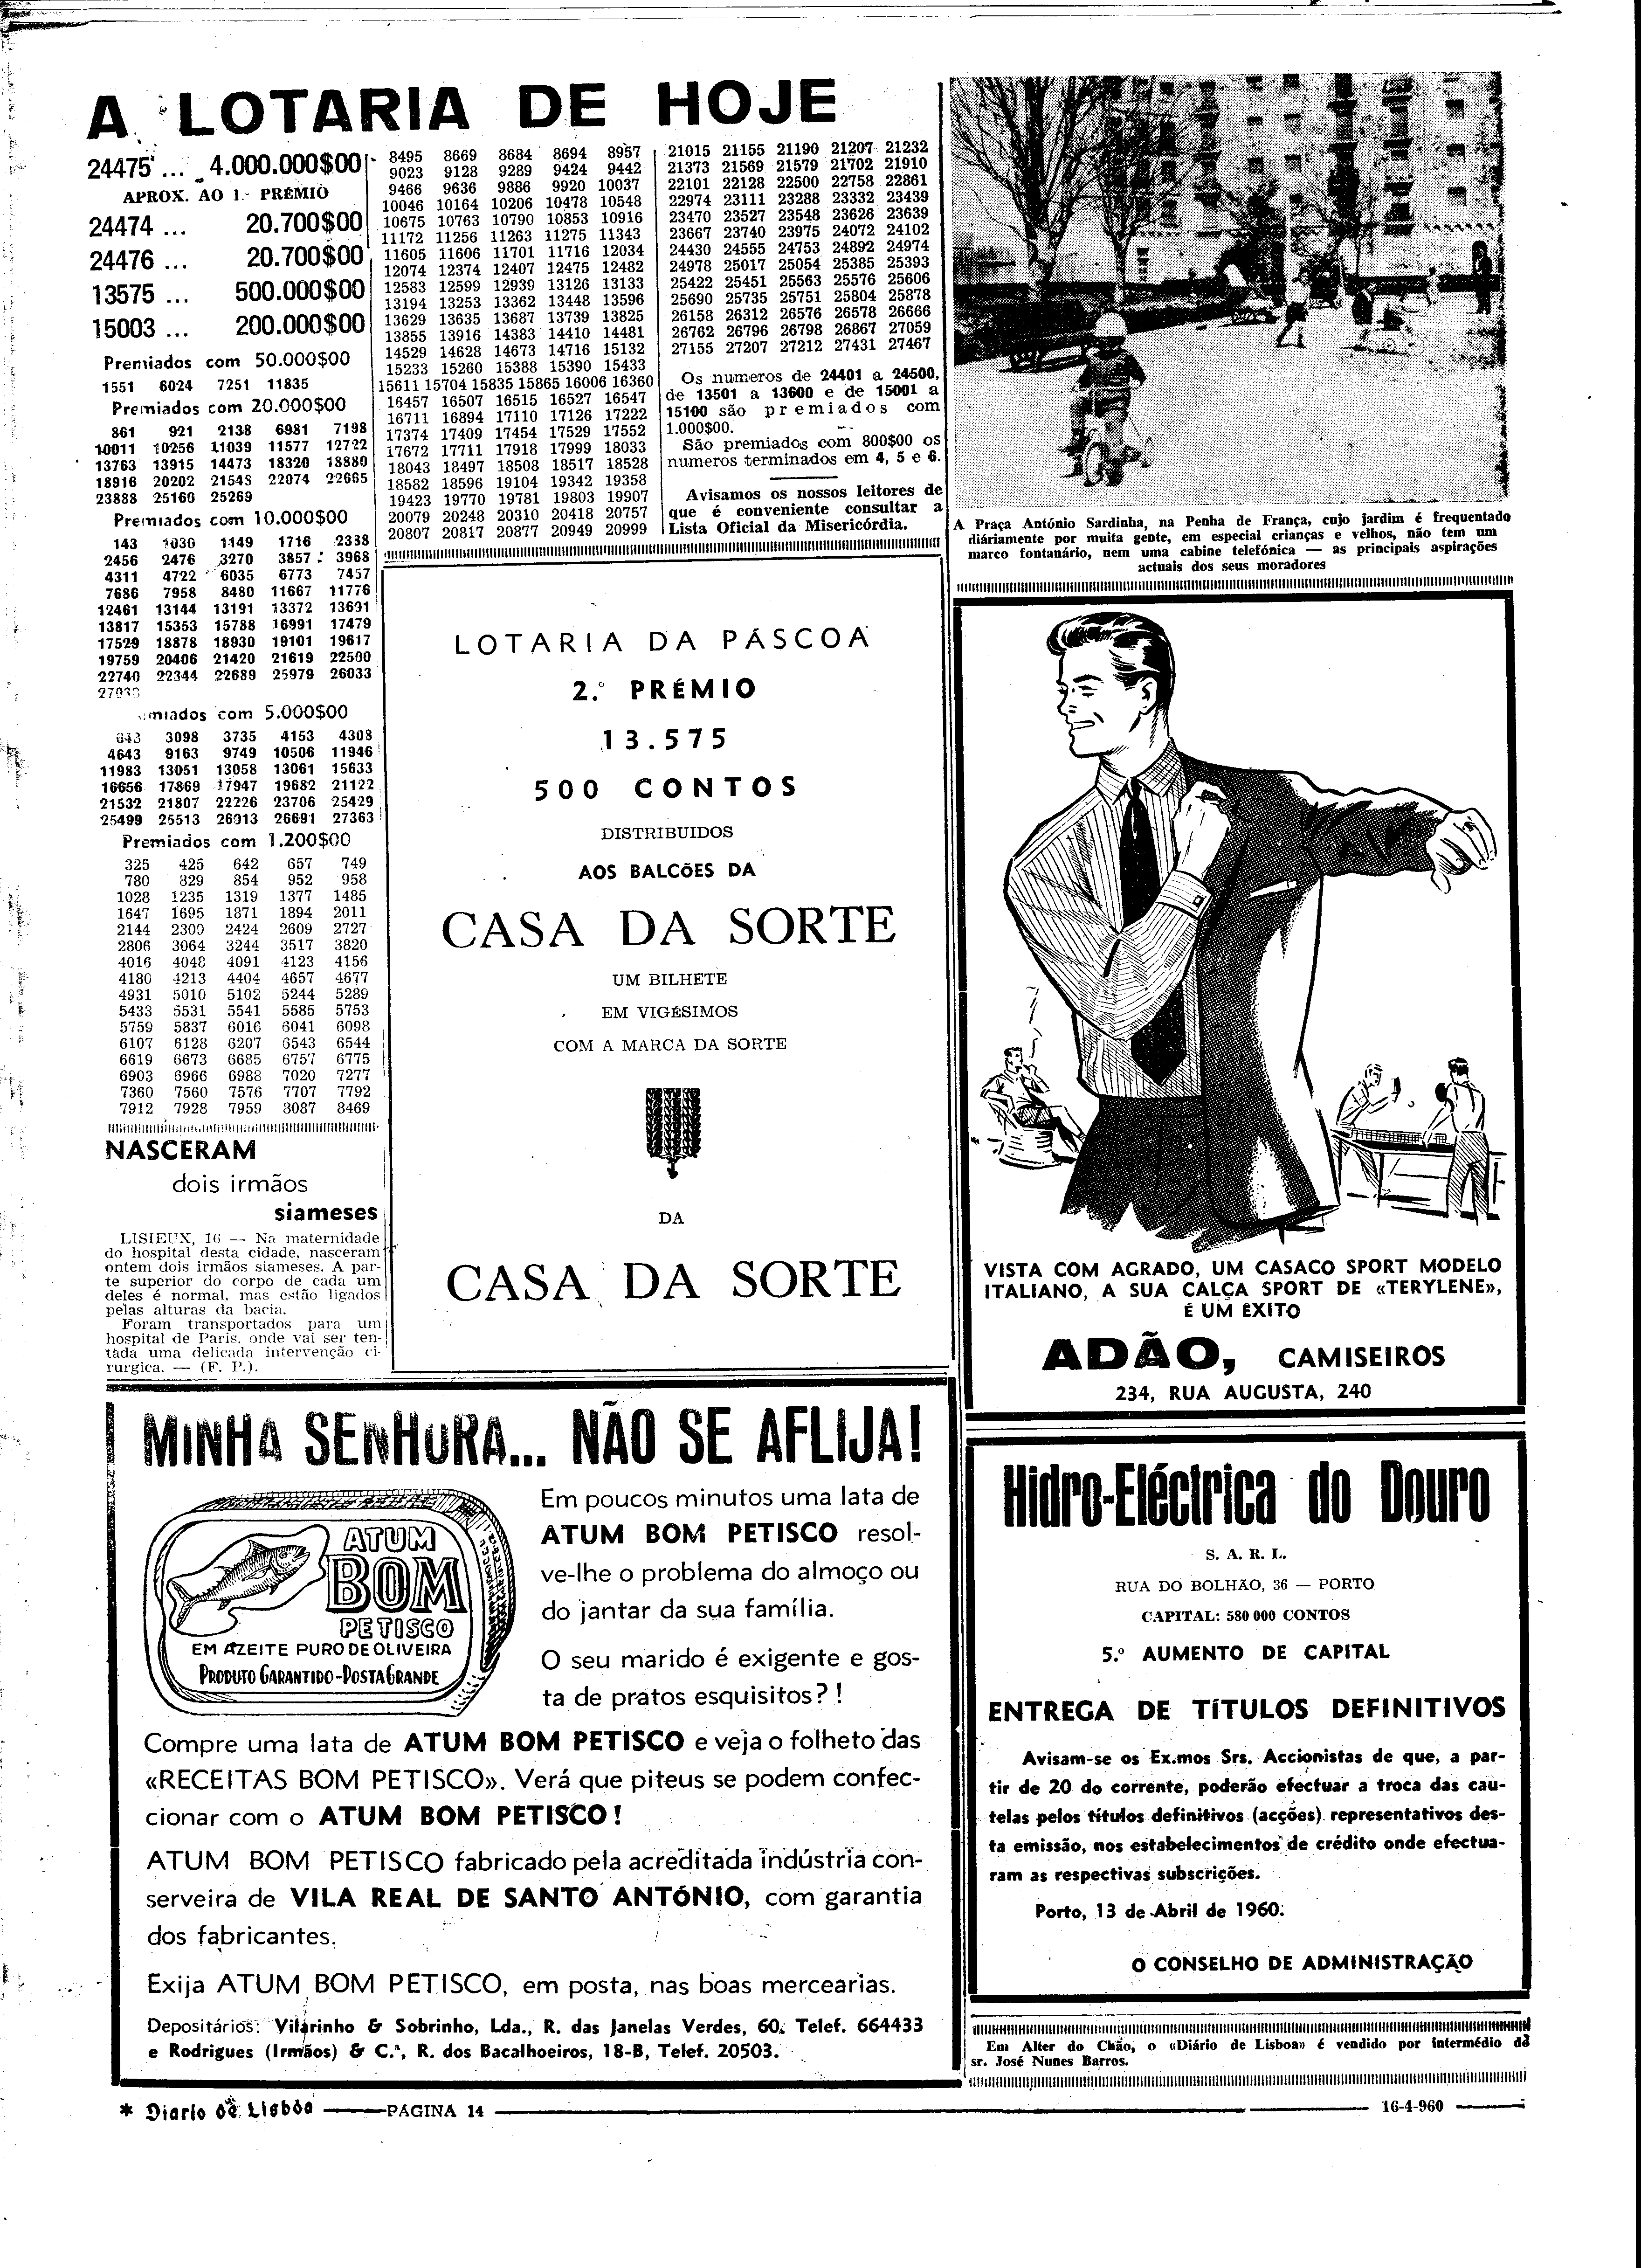 A LOTARIA DE HOJE
24475 ... 4.000.000$00
APROX. AO 1.º PRÉMIO
24474 ... 20.700$00
24476 ... 20.700$00
13575 ... 500.000$00
15003 ... 200.000$00
Premiados com 50.000$00
1551 6024 7251 11835
Premiados com 20.000$00
861 921 2138 6981 7198
10011 10256 11039 11577 12722
13763 13915 14473 18320 18880
18916 20202 22074 22665
23888 25160 25269
Premiados com 10.000$00
143 1030 1149 1716 2338
2456 2476 3270 3857 3968
4311 4722 6035 6773 7457
7686 7958 8480 11667 11776
12461 13144 13191 13372 13691
13817 15353 15788 16991 17479
17529 18878 18930 19101 19617
19759 20406 21420 21619 22500
22740 22344 22689 25979 26033
miados com 5.000$00
3098 3735 4153 4308
4643 9163 9749 10506 11946
11983 13051 13058 13061 15633
16656 17869 17947 19682 21122
21532 21807 22226 23706 25429
25499 25513 26913 26691 27363
Premiados com 1.200$00
325 425 642 657 749
780 829 854 952 958
1028 1235 1319 1377 1485
1647 1695 1871 1894 2011
2144 2309 2424 2609 2727
2806 3064 3244 3517 3820
4016 4048 4091 4123 4156
4180 4213 4404 4657 4677
4931 5010 5102 5244 5289
5433 5531 5541 5585 5753
5759 5837 6016 6041 6098
6107 6128 6207 6543 6544
6619 6673 6685 6757 6775
6903 6966 6988 7020 7277
7360 7560 7576 7707 7792
7912 7928 7959 8087 8469
8495 8669 8684 8694 8957
9023 9128 9289 9424 9442
9466 9636 9886 9920 10037
10046 10164 10206 10478 10548
10675 10763 10790 10853 10916
11172 11256 11263 11275 11343
11605 11606 11701 11716 12034
12074 12374 12407 12475 12482
12583 12599 12939 13126 13133
13194 13253 13362 13448 13596
13629 13635 13687 13739 13825
13855 13916 14383 14410 14481
14529 14628 14673 14716 15132
15233 15260 15388 15390 15433
15611 15704 15835 15865 16006 16360
16457 16507 16515 16527 16547
16711 16894 17110 17126 17222
17374 17409 17454 17529 17552
17672 17711 17918 17999 18033
18043 18497 18508 18517 18528
18582 18596 19104 19342 19358
19423 19770 19781 19803 19907
20079 20248 20310 20418 20757
20807 20817 20877 20949 20999
21015 21155 21190 21207 21232
21373 21569 21579 21702 21910
22101 22128 22500 22758 22861
22974 23111 23288 23332 23439
23470 23527 23548 23626 23639
23667 23740 23975 24072 24102
24430 24555 24753 24892 24974
24978 25017 25054 25385 25393
25422 25451 25563 25576 25606
25690 25735 25751 25804 25878
26158 26312 26576 26578 26666
26762 26796 26798 26867 27059
27155 27207 27212 27431 27467
Os numeros de 24401 a 24500,
de 13501 a 13600 e de 15001 a
15100 são premiados com
1.000$00.
São premiados com 800$00 os
numeros terminados em 4, 5 e 6.
Avisamos os nossos leitores de
que é conveniente consultar a
Lista Oficial da Misericórdia.
A Praça António Sardinha, na Penha de França, cujo jardim é frequentado
diáriamente por muita gente, em especial crianças e velhos, não tem um
marco fontanário, nem uma cabine telefónica — as principais aspirações
actuais dos seus moradores
NASCERAM
dois irmãos
siameses
LISIEUX, 16 — Na maternidade
do hospital desta cidade, nasceram
ontem dois irmãos siameses. A par-
te superior do corpo de cada um
deles é normal, mas estão ligados
pelas alturas da bacia.
Foram transportados para um
hospital de Paris, onde vai ser ten-
tada uma delicada intervenção ci-
rurgica. — (F. P.).
LOTARIA DA PÁSCOA
2.º PRÉMIO
13.575
500 CONTOS
DISTRIBUIDOS
AOS BALCÕES DA
CASA DA SORTE
UM BILHETE
EM VIGÉSIMOS
COM A MARCA DA SORTE
DA
CASA DA SORTE
VISTA COM AGRADO, UM CASACO SPORT MODELO
ITALIANO, A SUA CALÇA SPORT DE «TERYLENE»,
É UM ÊXITO
ADÃO, CAMISEIROS
234, RUA AUGUSTA, 240
MINHA SENHORA... NÃO SE AFLIJA!
ATUM
BOM
PETISCO
EM AZEITE PURO DE OLIVEIRA
PRODUTO GARANTIDO-POSTA GRANDE
Em poucos minutos uma lata de
ATUM BOM PETISCO resol-
ve-lhe o problema do almoço ou
do jantar da sua família.
O seu marido é exigente e gos-
ta de pratos esquisitos?!
Compre uma lata de ATUM BOM PETISCO e veja o folheto das
«RECEITAS BOM PETISCO». Verá que piteus se podem confec-
cionar com o ATUM BOM PETISCO!
ATUM BOM PETISCO fabricado pela acreditada indústria con-
serveira de VILA REAL DE SANTO ANTÓNIO, com garantia
dos fabricantes.
Exija ATUM BOM PETISCO, em posta, nas boas mercearias.
Depositários: Vilarinho & Sobrinho, Lda., R. das Janelas Verdes, 60. Telef. 664433
e Rodrigues (Irmãos) & C.ª, R. dos Bacalhoeiros, 18-B, Telef. 20503.
Hidro-Eléctrica do Douro
S. A. R. L.
RUA DO BOLHÃO, 36 — PORTO
CAPITAL: 580 000 CONTOS
5.º AUMENTO DE CAPITAL
ENTREGA DE TÍTULOS DEFINITIVOS
Avisam-se os Ex.mos Srs. Accionistas de que, a par-
tir de 20 do corrente, poderão efectuar a troca das cau-
telas pelos títulos definitivos (acções) representativos des-
ta emissão, nos estabelecimentos de crédito onde efectua-
ram as respectivas subscrições.
Porto, 13 de Abril de 1960.
O CONSELHO DE ADMINISTRAÇÃO
Em Alter do Chão, o «Diário de Lisboa» é vendido por intermédio do
sr. José Nunes Barros.
* Diario de Lisboa — PÁGINA 14 — 16-4-960